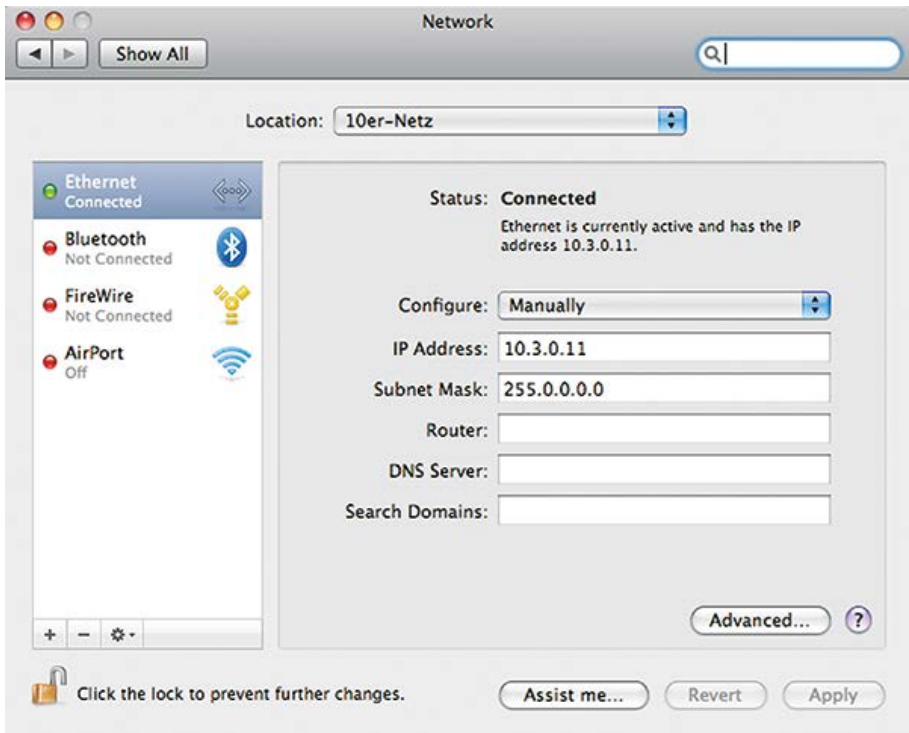 Network
Show All
Location: 10er-Netz
Ethernet
Connected
Bluetooth
Not Connected
FireWire
Not Connected
AirPort
Off
Status: Connected
Ethernet is currently active and has the IP
address 10.3.0.11.
Configure: Manually
IP Address: 10.3.0.11
Subnet Mask: 255.0.0.0.0
Router:
DNS Server:
Search Domains:
Advanced... ?
Click the lock to prevent further changes.
Assist me... Revert Apply